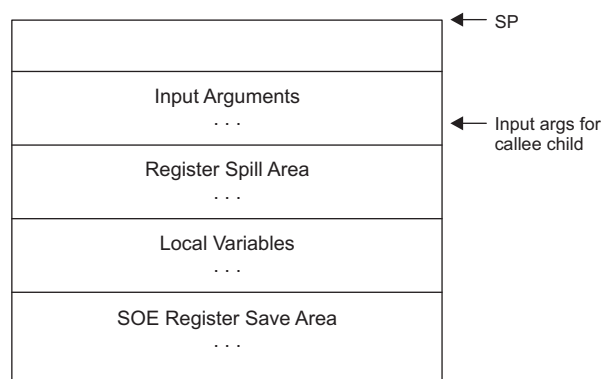 SP
Input Arguments
. . .
Input args for
callee child
Register Spill Area
. . .
Local Variables
. . .
SOE Register Save Area
. . .